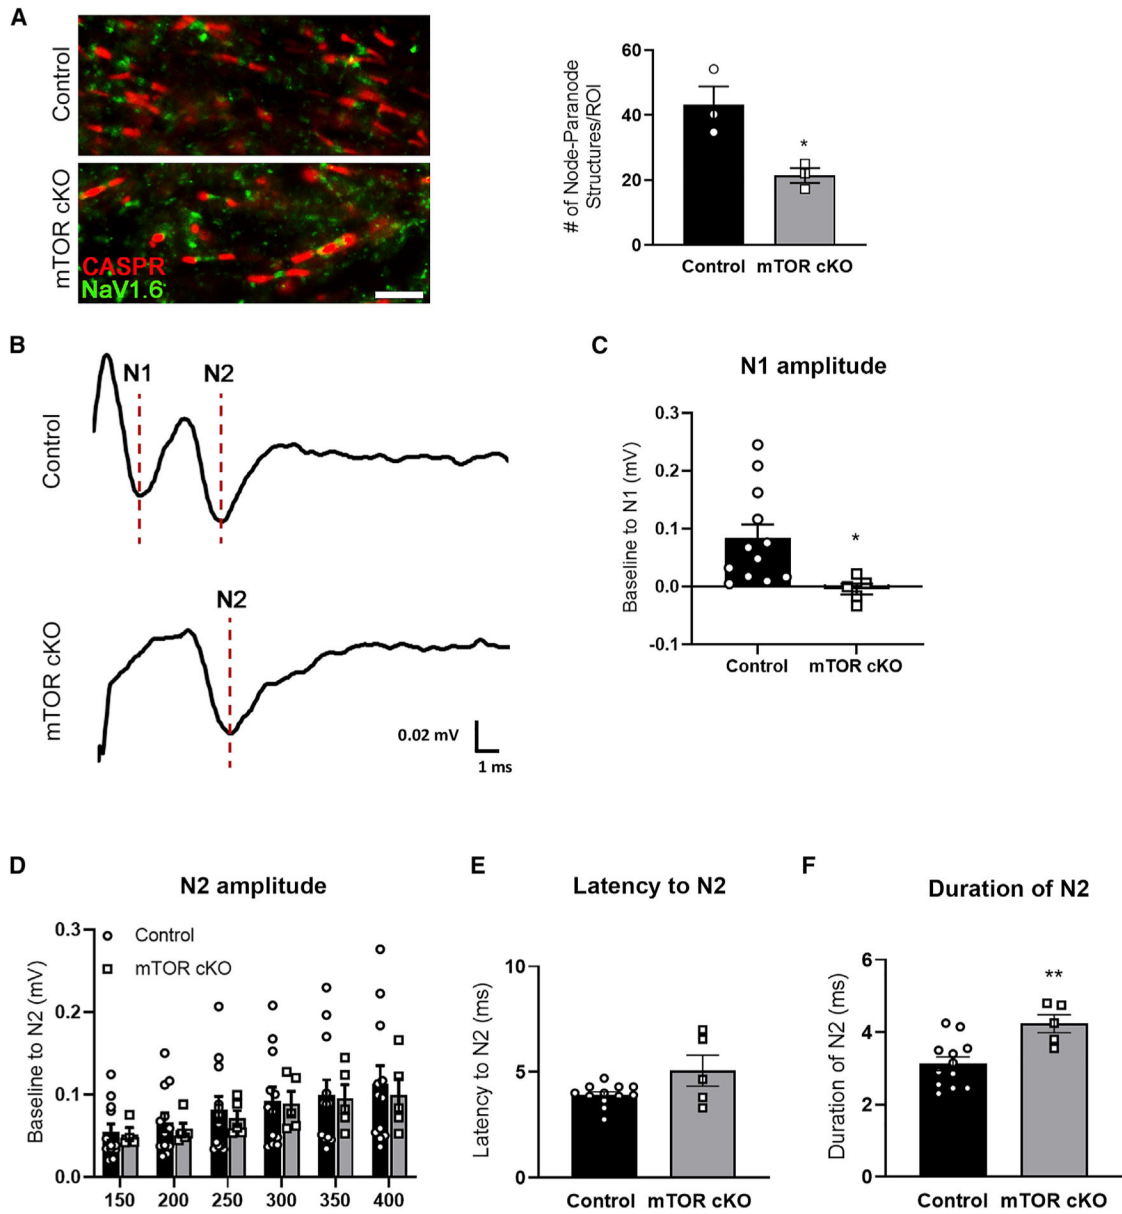 A
Control
mTOR cKO
CASPR
NaV1.6
# of Node-Paranode
Structures/ROI
60
40
20
0
*
Control mTOR cKO
B
Control
N1 N2
mTOR cKO
N2
0.02 mV
1 ms
C
N1 amplitude
Baseline to N1 (mV)
0.3
0.2
0.1
0.0
-0.1
*
Control mTOR cKO
D
N2 amplitude
Baseline to N2 (mV)
0.3
0.2
0.1
0.0
Control
mTOR cKO
150 200 250 300 350 400
E
Latency to N2
Latency to N2 (ms)
10
5
0
Control mTOR cKO
F
Duration of N2
Duration of N2 (ms)
6
4
2
0
**
Control mTOR cKO